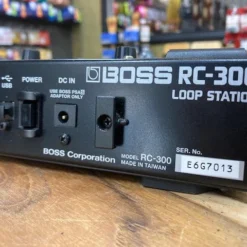 BOSS RC-300
LOOP STATIO
USB
POWER
DC IN
USE BOSS PSA
ADAPTOR ONLY
BOSS Corporation
MODEL RC-300
MADE IN TAIWAN
SER. No.
E6G7013